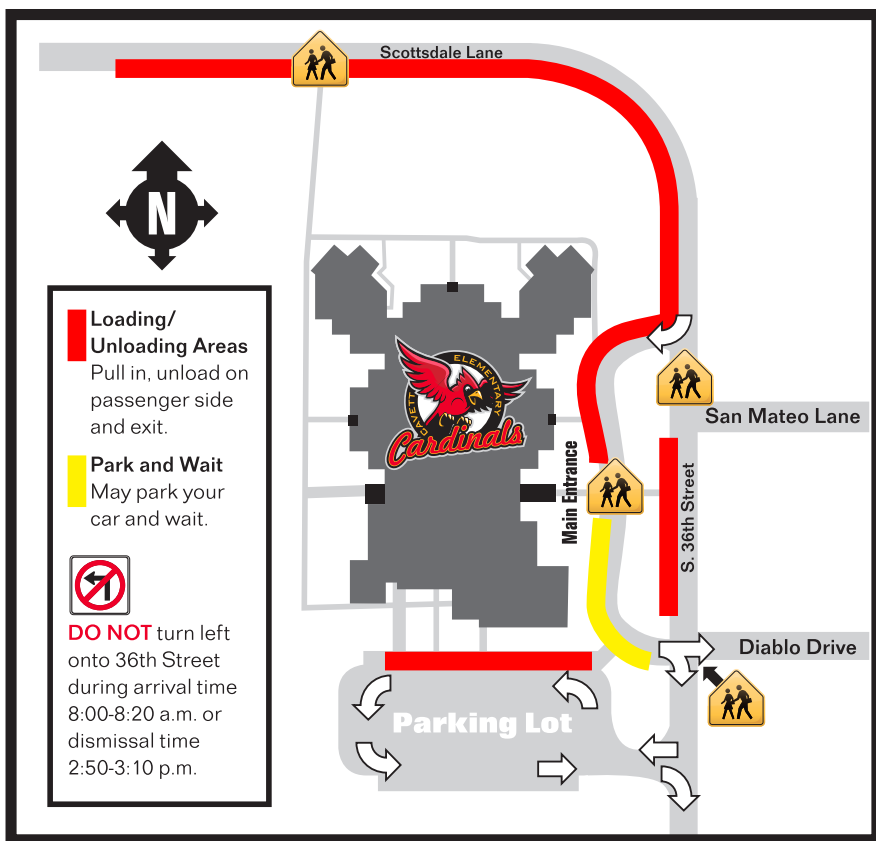 Scottsdale Lane
N
Loading/
Unloading Areas
Pull in, unload on
passenger side
and exit.
Park and Wait
May park your
car and wait.
DO NOT turn left
onto 36th Street
during arrival time
8:00-8:20 a.m. or
dismissal time
2:50-3:10 p.m.
CAVETT ELEMENTARY
Cardinals
Main Entrance
San Mateo Lane
S. 36th Street
Diablo Drive
Parking Lot